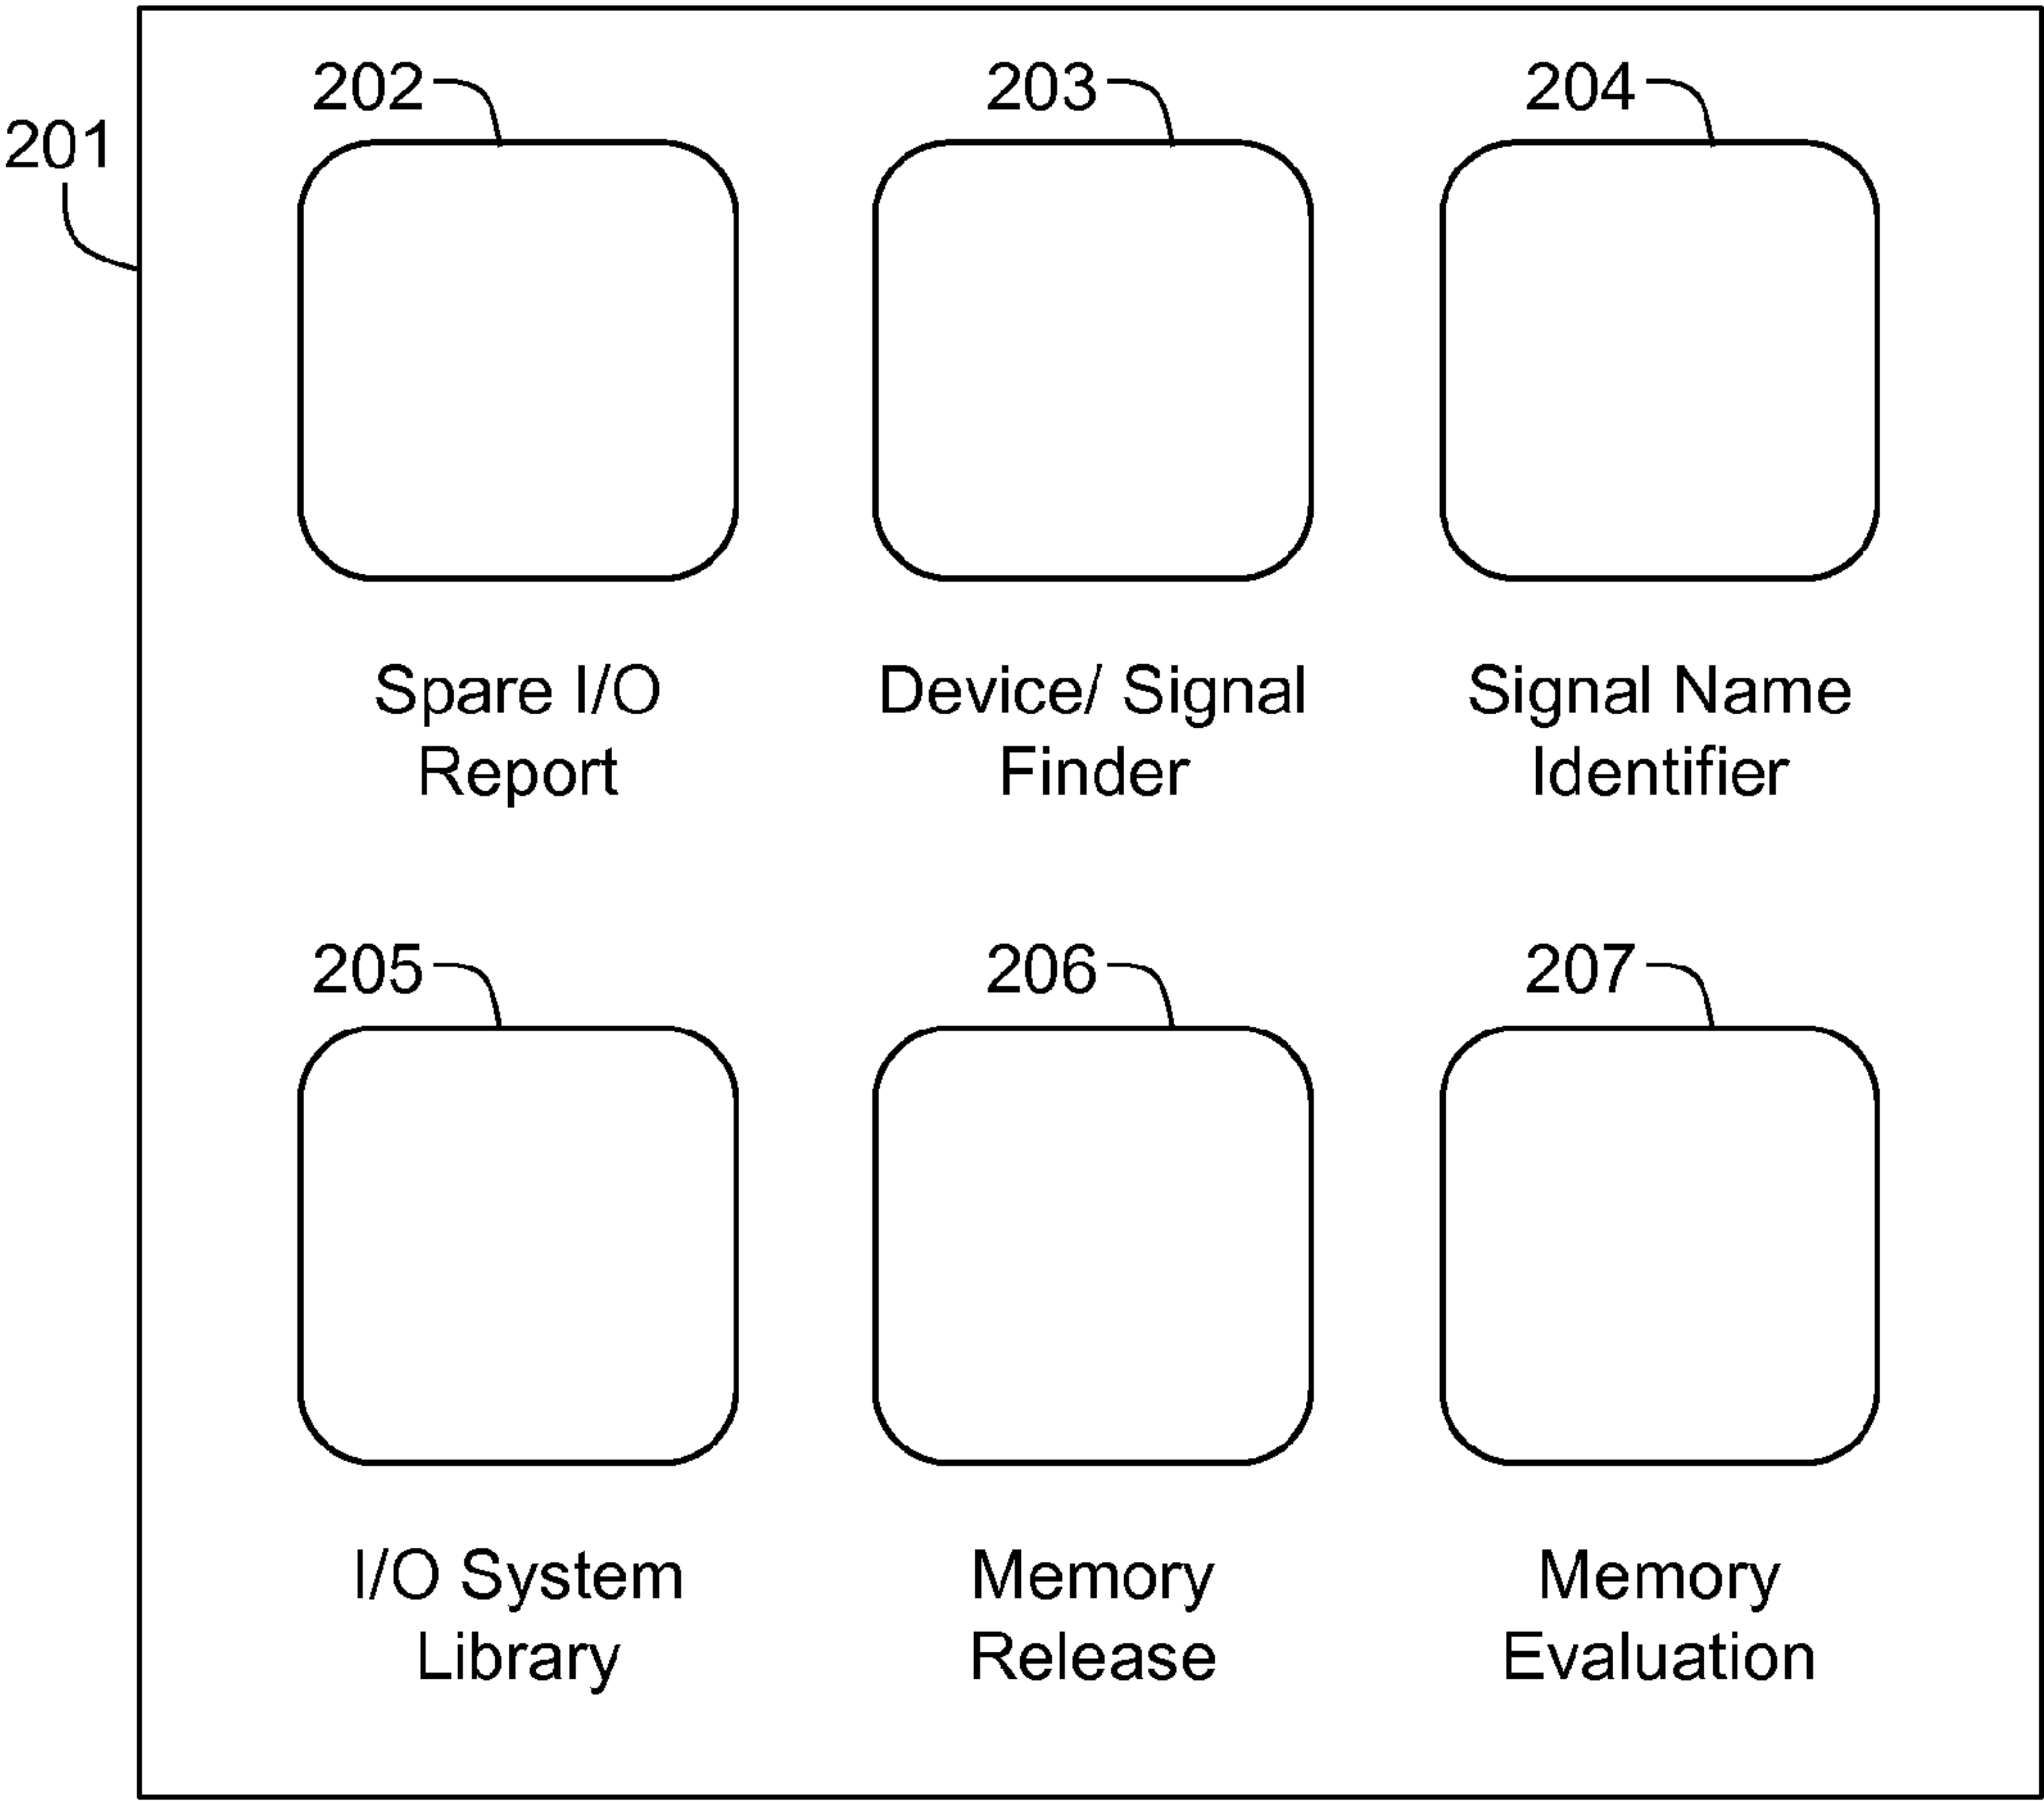 202
203
204
201
Spare I/O
Report
Device/ Signal
Finder
Signal Name
Identifier
205
206
207
I/O System
Library
Memory
Release
Memory
Evaluation